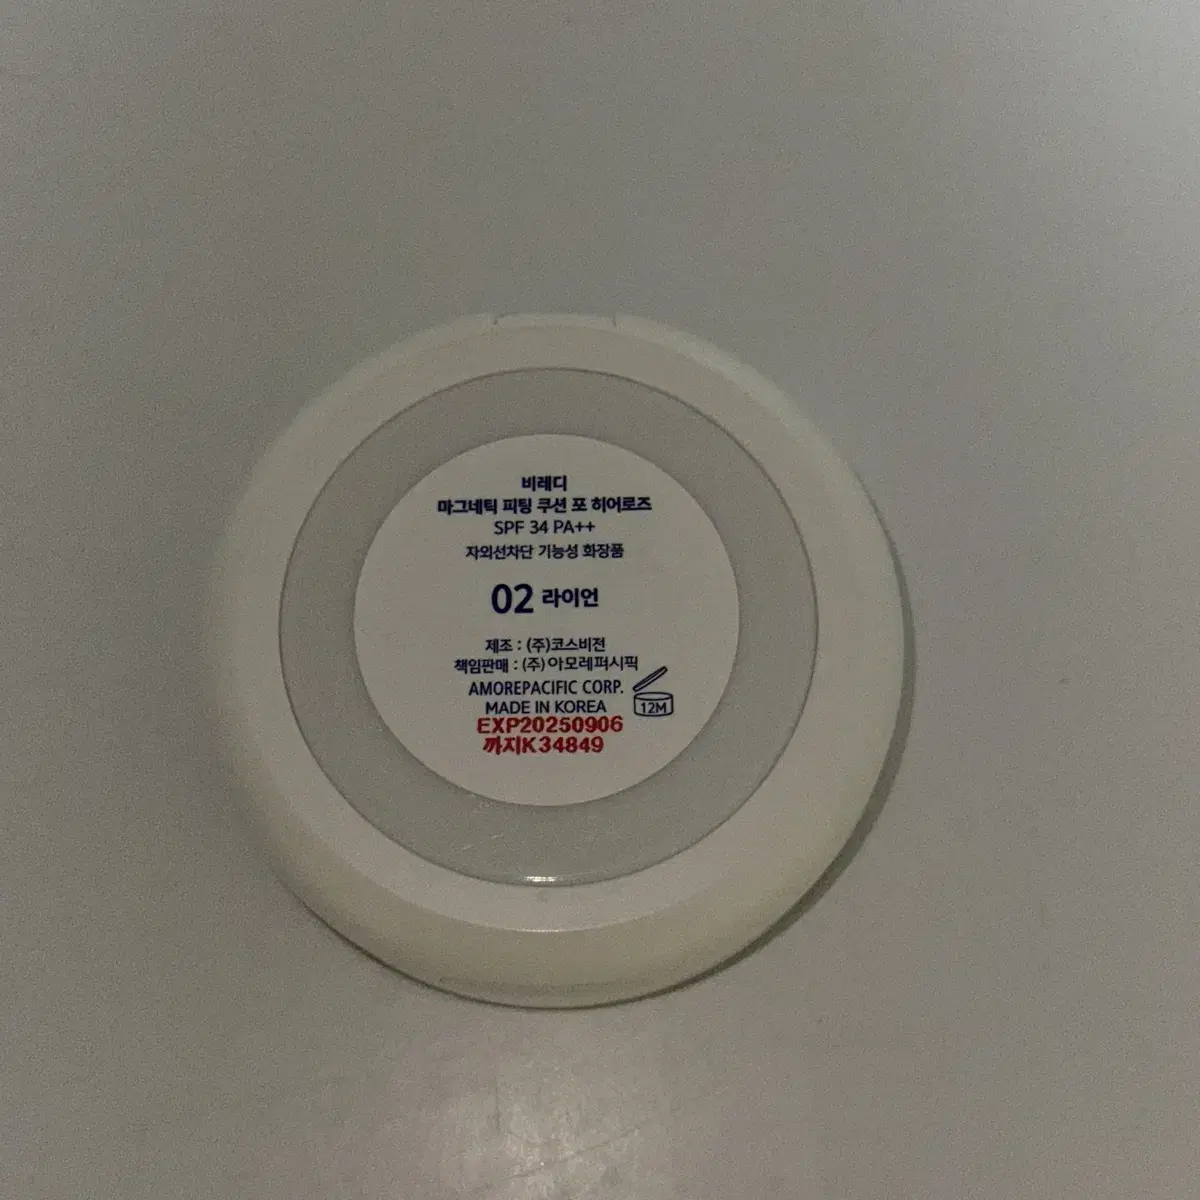 비레디
마그네틱 피팅 쿠션 포 히어로즈
SPF 34 PA++
자외선차단 기능성 화장품
02 라이언
제조 : (주)코스비전
책임판매 : (주)아모레퍼시픽
AMOREPACIFIC CORP.
MADE IN KOREA
12M
EXP20250906
까지K34849